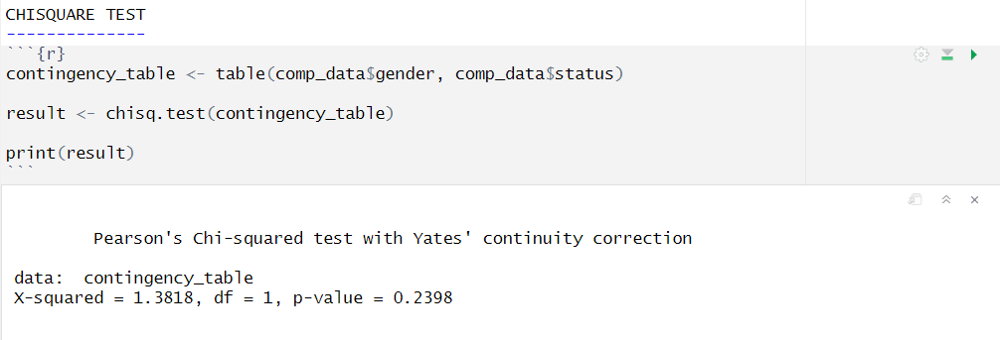 CHISQUARE TEST
--------------
```{r}
contingency_table <- table(comp_data$gender, comp_data$status)
result <- chisq.test(contingency_table)
print(result)
```
Pearson's Chi-squared test with Yates' continuity correction
data:  contingency_table
X-squared = 1.3818, df = 1, p-value = 0.2398